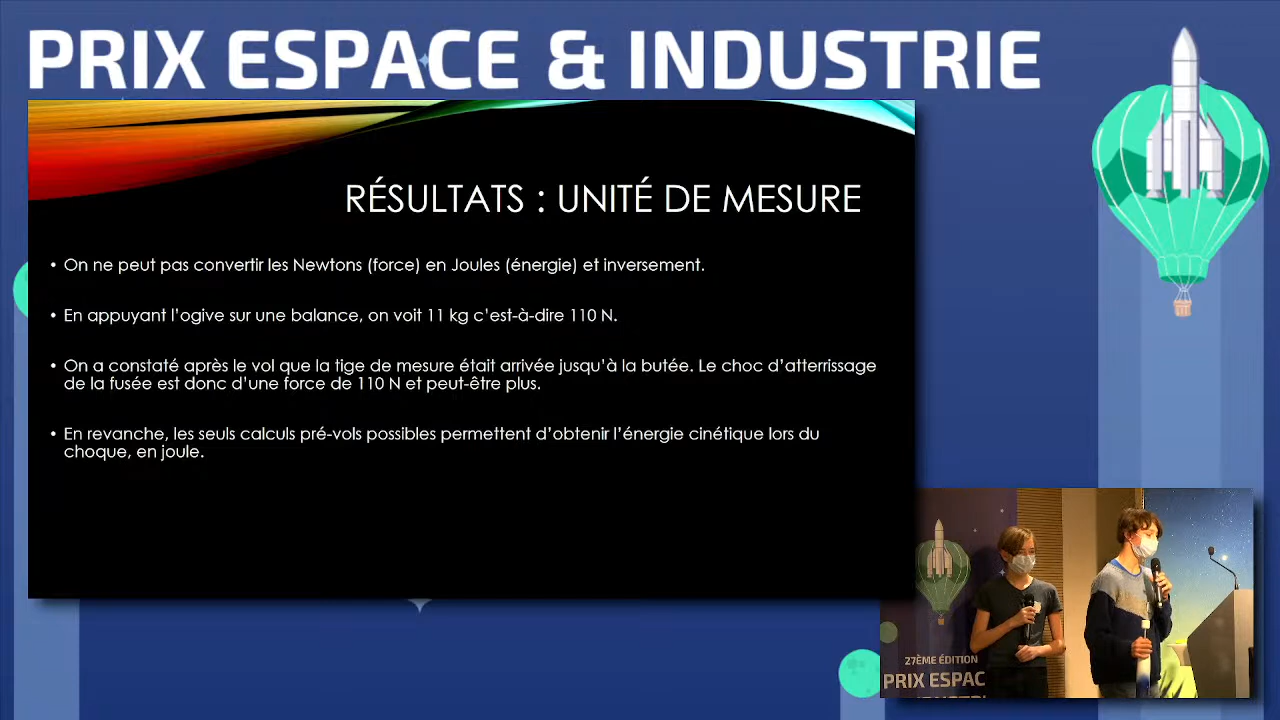 PRIX ESPACE & INDUSTRIE
RÉSULTATS : UNITÉ DE MESURE
• On ne peut pas convertir les Newtons (force) en Joules (énergie) et inversement.
• En appuyant l’ogive sur une balance, on voit 11 kg c’est-à-dire 110 N.
• On a constaté après le vol que la tige de mesure était arrivée jusqu’à la butée. Le choc d’atterrissage
de la fusée est donc d’une force de 110 N et peut-être plus.
• En revanche, les seuls calculs pré-vols possibles permettent d’obtenir l’énergie cinétique lors du
choque, en joule.
27ÈME ÉDITION
PRIX ESPAC